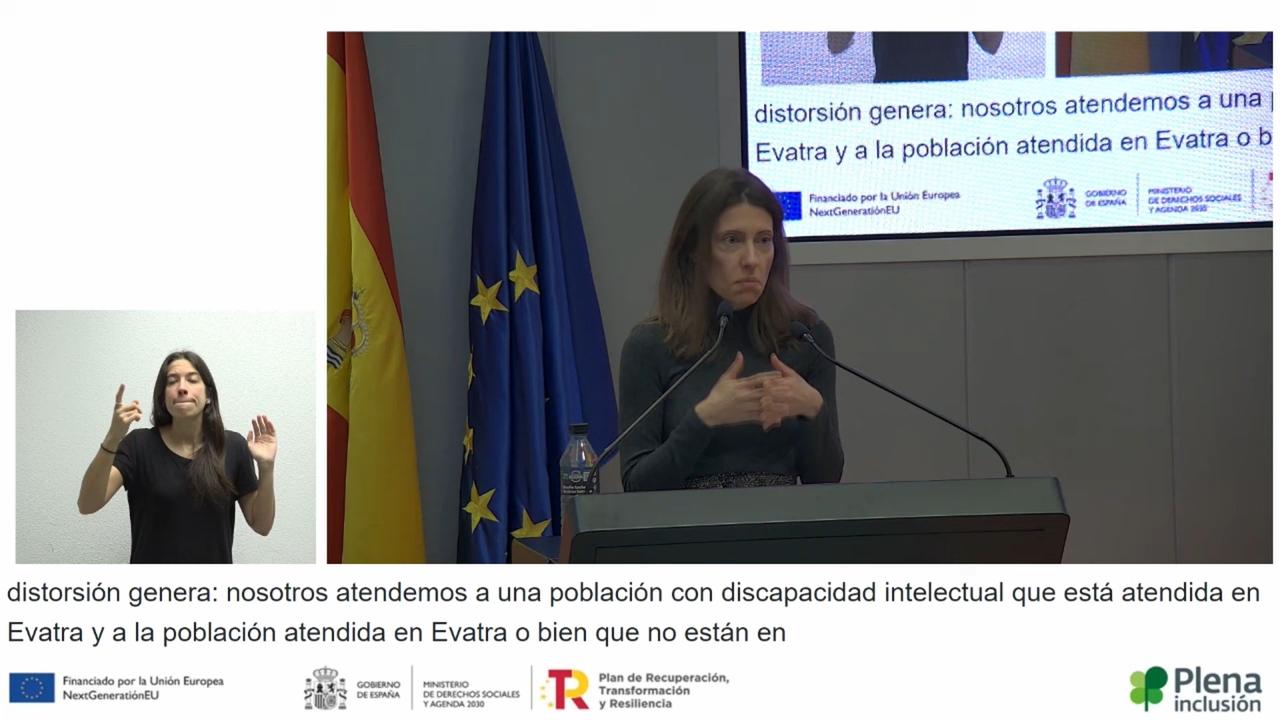 distorsión genera: nosotros atendemos a una
Evatra y a la población atendida en Evatra o b
Financiado por la Unión Europea
NextGenerationEU
GOBIERNO
DE ESPAÑA
MINISTERIO
DE DERECHOS SOCIALES
Y AGENDA 2030
distorsión genera: nosotros atendemos a una población con discapacidad intelectual que está atendida en
Evatra y a la población atendida en Evatra o bien que no están en
Financiado por la Unión Europea
NextGenerationEU
GOBIERNO
DE ESPAÑA
MINISTERIO
DE DERECHOS SOCIALES
Y AGENDA 2030
Plan de Recuperación,
Transformación
y Resiliencia
Plena
inclusión